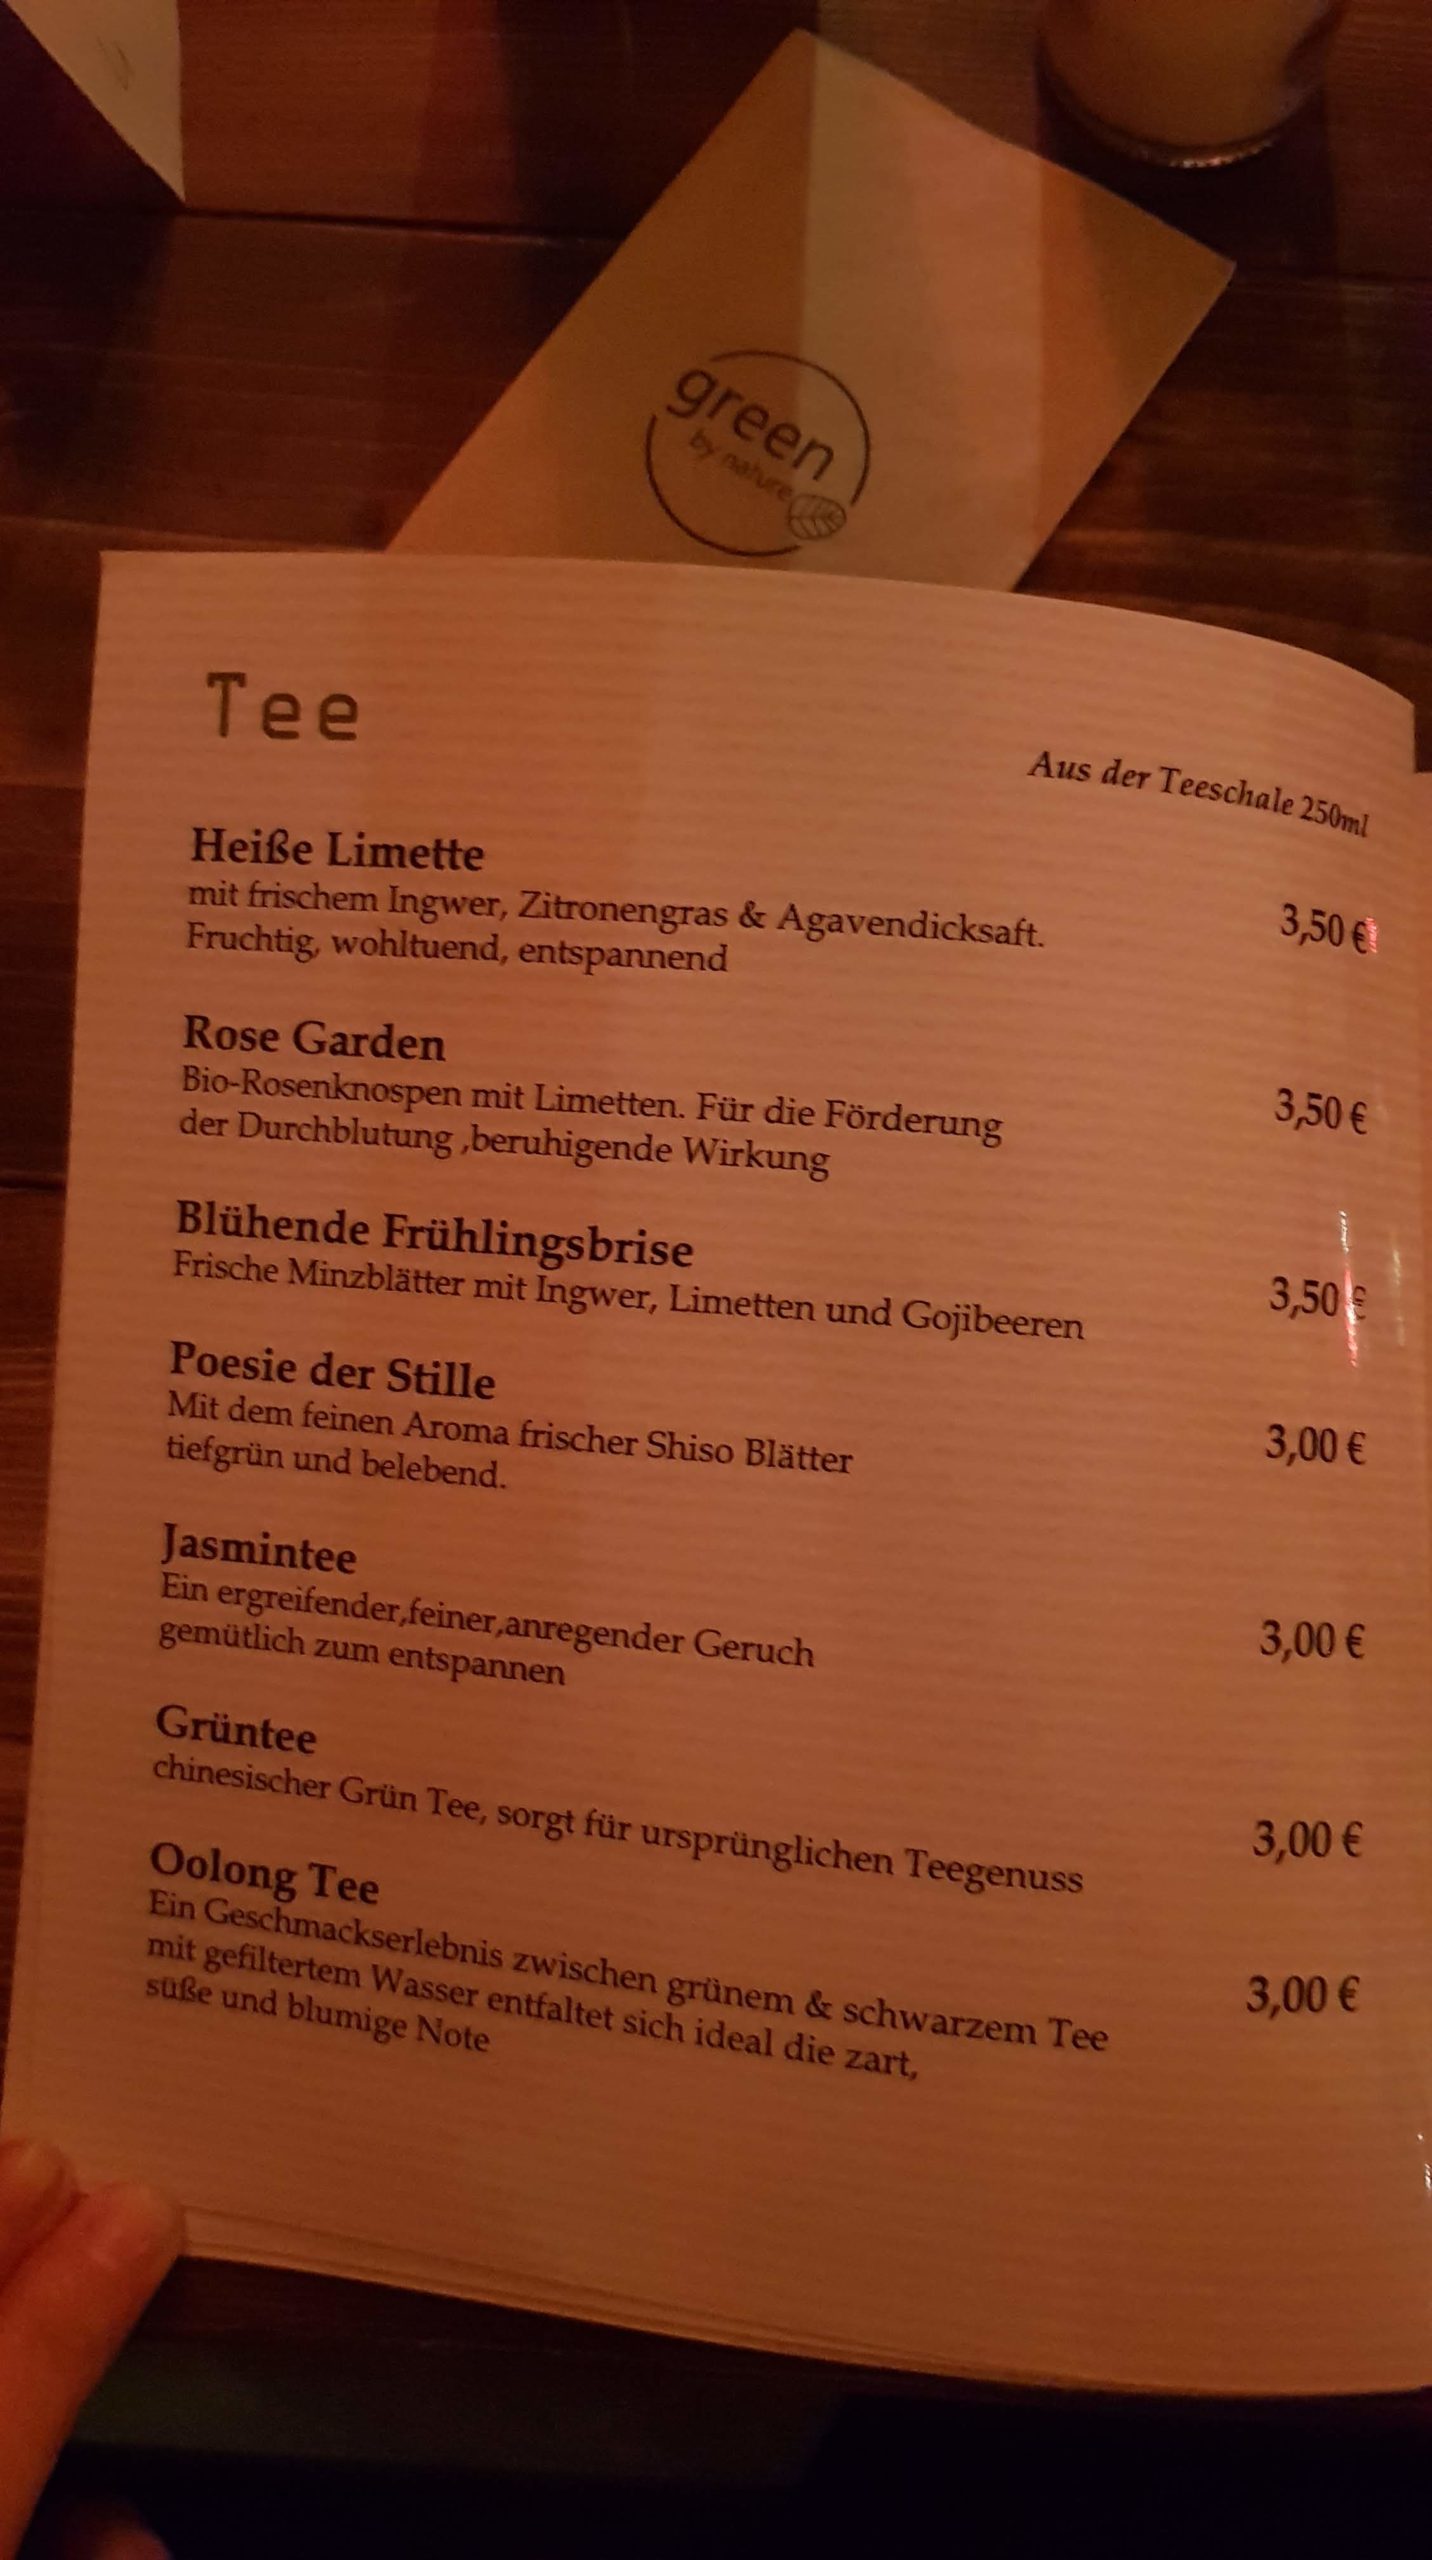 green
by nature
Tee
Aus der Teeschale 250ml
Heiße Limette
mit frischem Ingwer, Zitronengras & Agavendicksaft.
3,50 €
Fruchtig, wohltuend, entspannend
Rose Garden
Bio-Rosenknospen mit Limetten. Für die Förderung
3,50 €
der Durchblutung ,beruhigende Wirkung
Blühende Frühlingsbrise
Frische Minzblätter mit Ingwer, Limetten und Gojibeeren
3,50 €
Poesie der Stille
Mit dem feinen Aroma frischer Shiso Blätter
3,00 €
tiefgrün und belebend.
Jasmintee
Ein ergreifender,feiner,anregender Geruch
3,00 €
gemütlich zum entspannen
Grüntee
chinesischer Grün Tee, sorgt für ursprünglichen Teegenuss
3,00 €
Oolong Tee
Ein Geschmackserlebnis zwischen grünem & schwarzem Tee
3,00 €
mit gefiltertem Wasser entfaltet sich ideal die zart,
süße und blumige Note